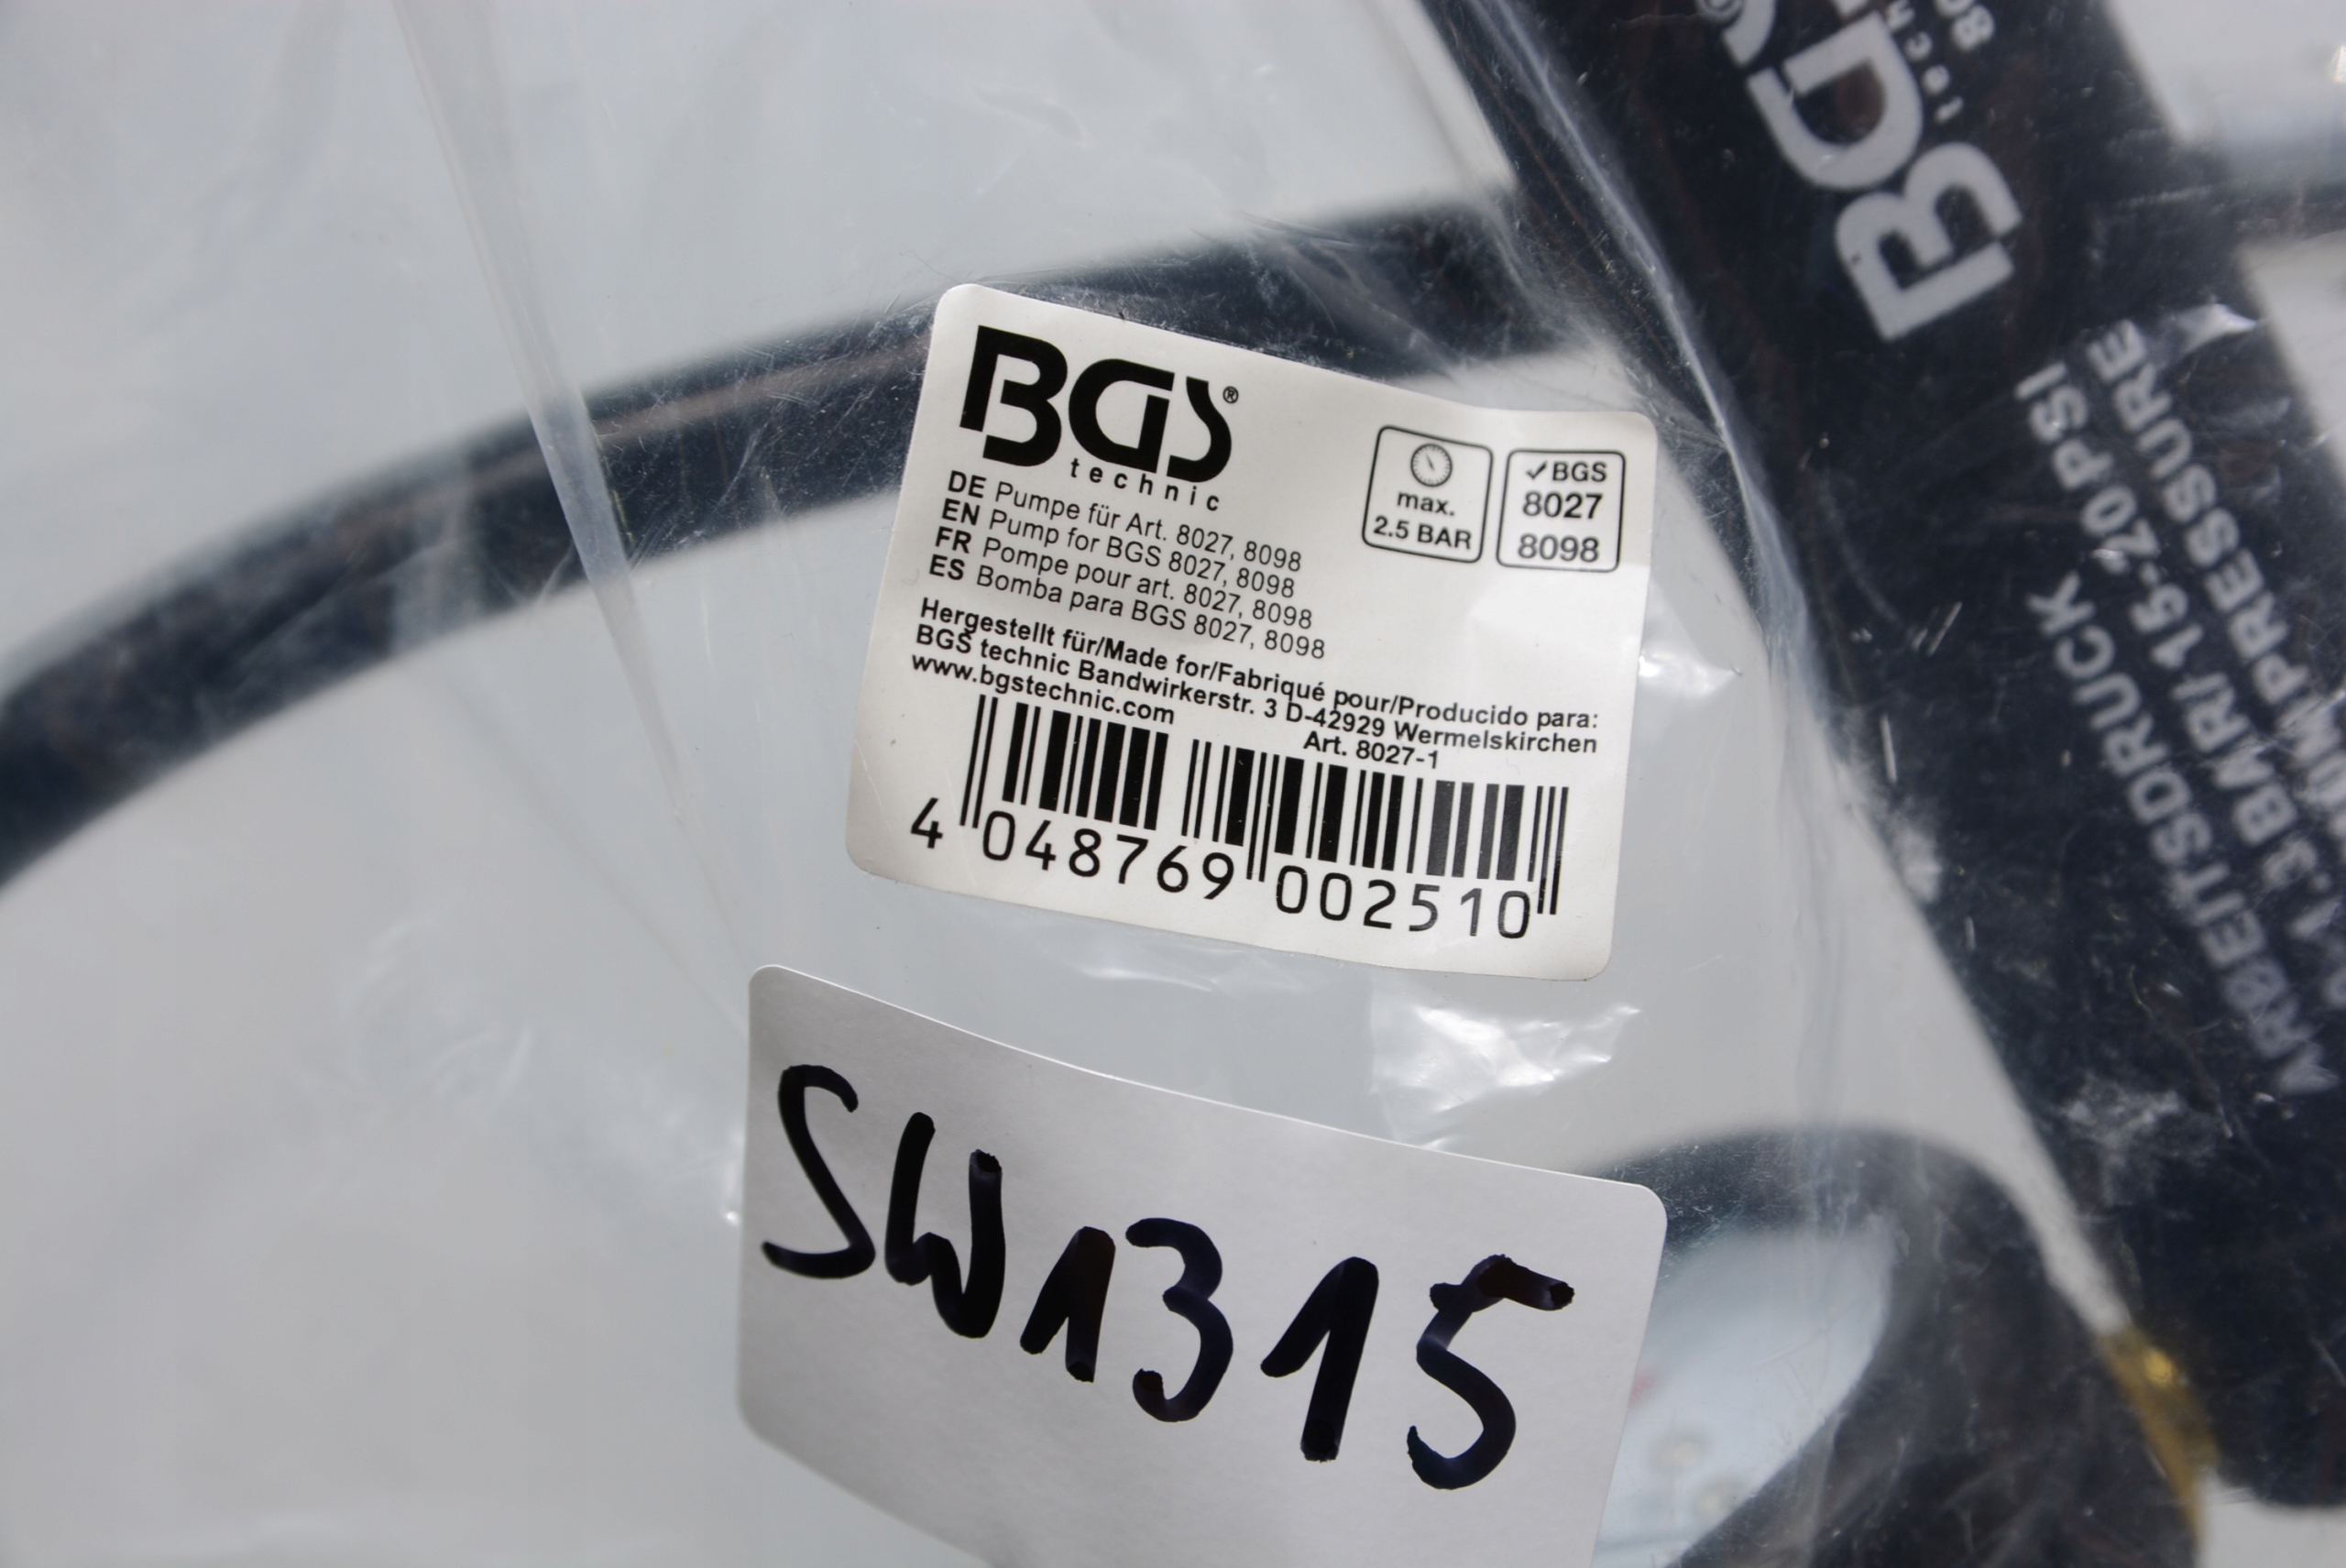 BGS®
technic
max.
2.5 BAR
✓BGS
8027
8098
DE Pumpe für Art. 8027, 8098
EN Pump for BGS 8027, 8098
FR Pompe pour art. 8027, 8098
ES Bomba para BGS 8027, 8098
Hergestellt für/Made for/Fabriqué pour/Producido para:
BGS technic Bandwirkerstr. 3 D-42929 Wermelskirchen
www.bgstechnic.com
Art. 8027-1
4 048769 002510
SW1315
BGS
ARBEITSDRUCK
1.3 BAR/ 15-20 PSI
PRESSURE